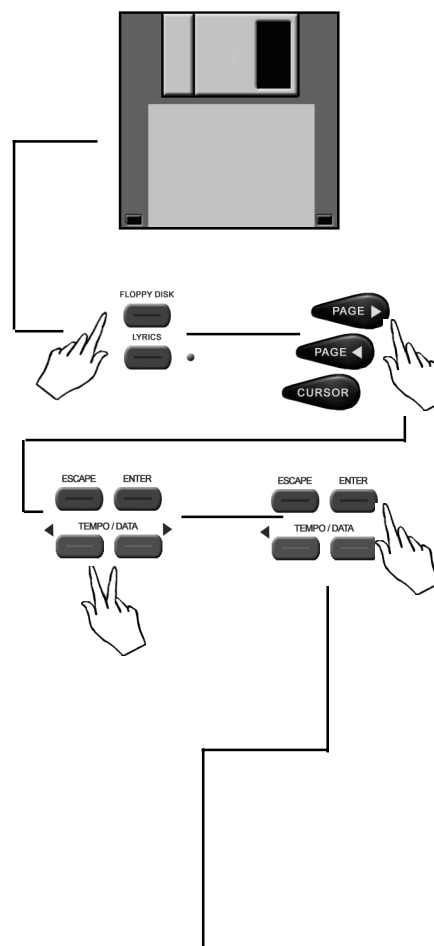 FLOPPY DISK
LYRICS
PAGE
PAGE
CURSOR
ESCAPE ENTER
TEMPO / DATA
ESCAPE ENTER
TEMPO / DATA